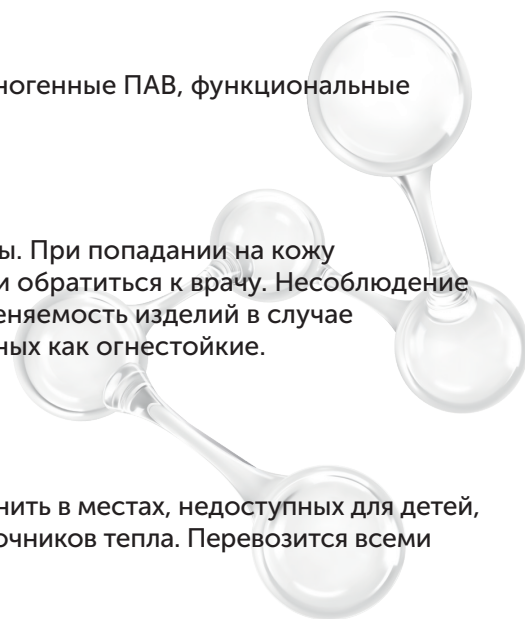 ногенные ПАВ, функциональные
ы. При попадании на кожу
и обратиться к врачу. Несоблюдение
еняемость изделий в случае
ных как огнестойкие.
нить в местах, недоступных для детей,
очников тепла. Перевозится всеми